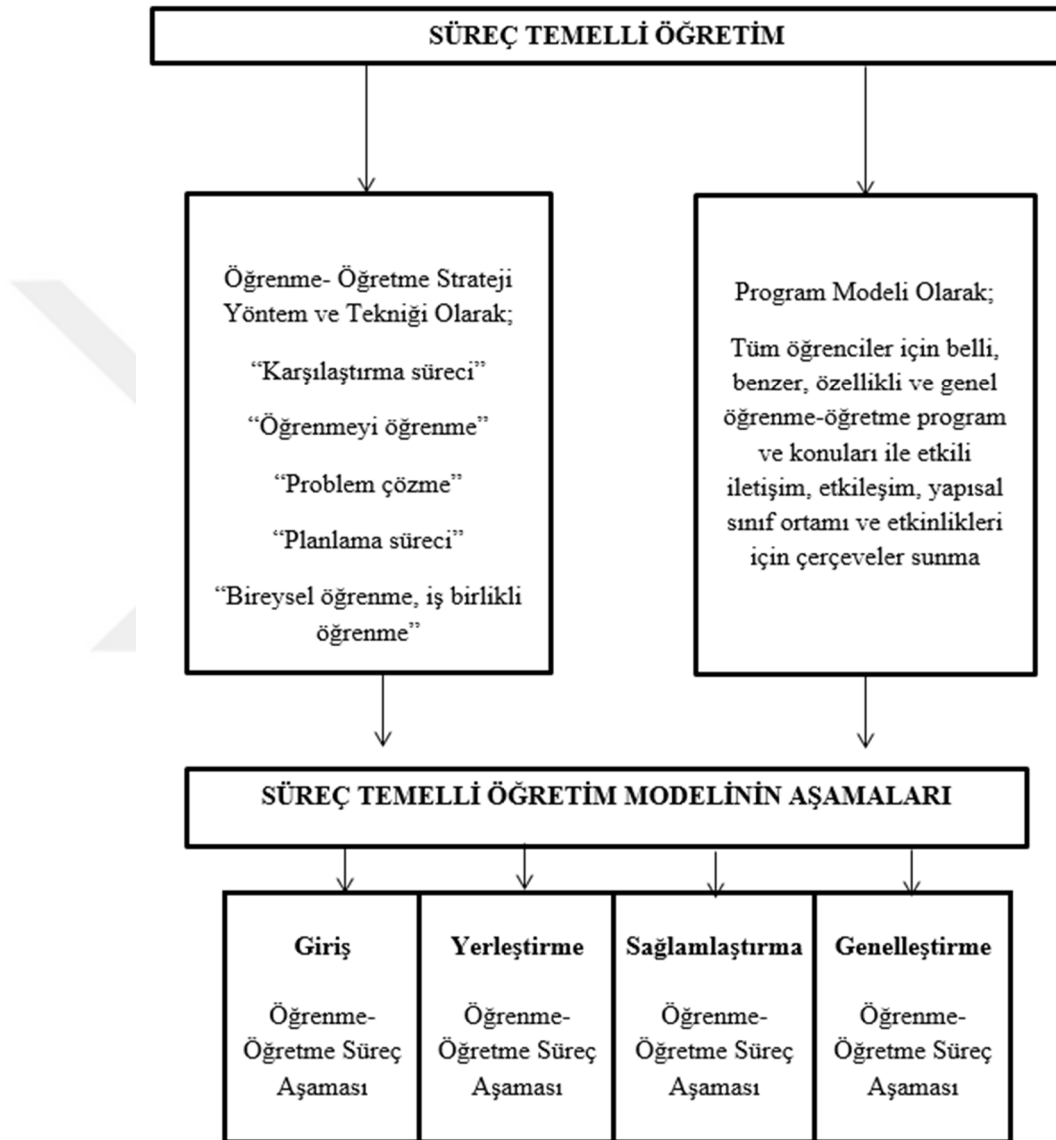 SÜREÇ TEMELLİ ÖĞRETİM
Öğrenme- Öğretme Strateji
Yöntem ve Tekniği Olarak;
“Karşılaştırma süreci”
“Öğrenmeyi öğrenme”
“Problem çözme”
“Planlama süreci”
“Bireysel öğrenme, iş birlikli
öğrenme”
Program Modeli Olarak;
Tüm öğrenciler için belli,
benzer, özellikli ve genel
öğrenme-öğretme program
ve konuları ile etkili
iletişim, etkileşim, yapısal
sınıf ortamı ve etkinlikleri
için çerçeveler sunma
SÜREÇ TEMELLİ ÖĞRETİM MODELİNİN AŞAMALARI
Giriş
Öğrenme-
Öğretme Süreç
Aşaması
Yerleştirme
Öğrenme-
Öğretme Süreç
Aşaması
Sağlamlaştırma
Öğrenme-
Öğretme Süreç
Aşaması
Genelleştirme
Öğrenme-
Öğretme Süreç
Aşaması